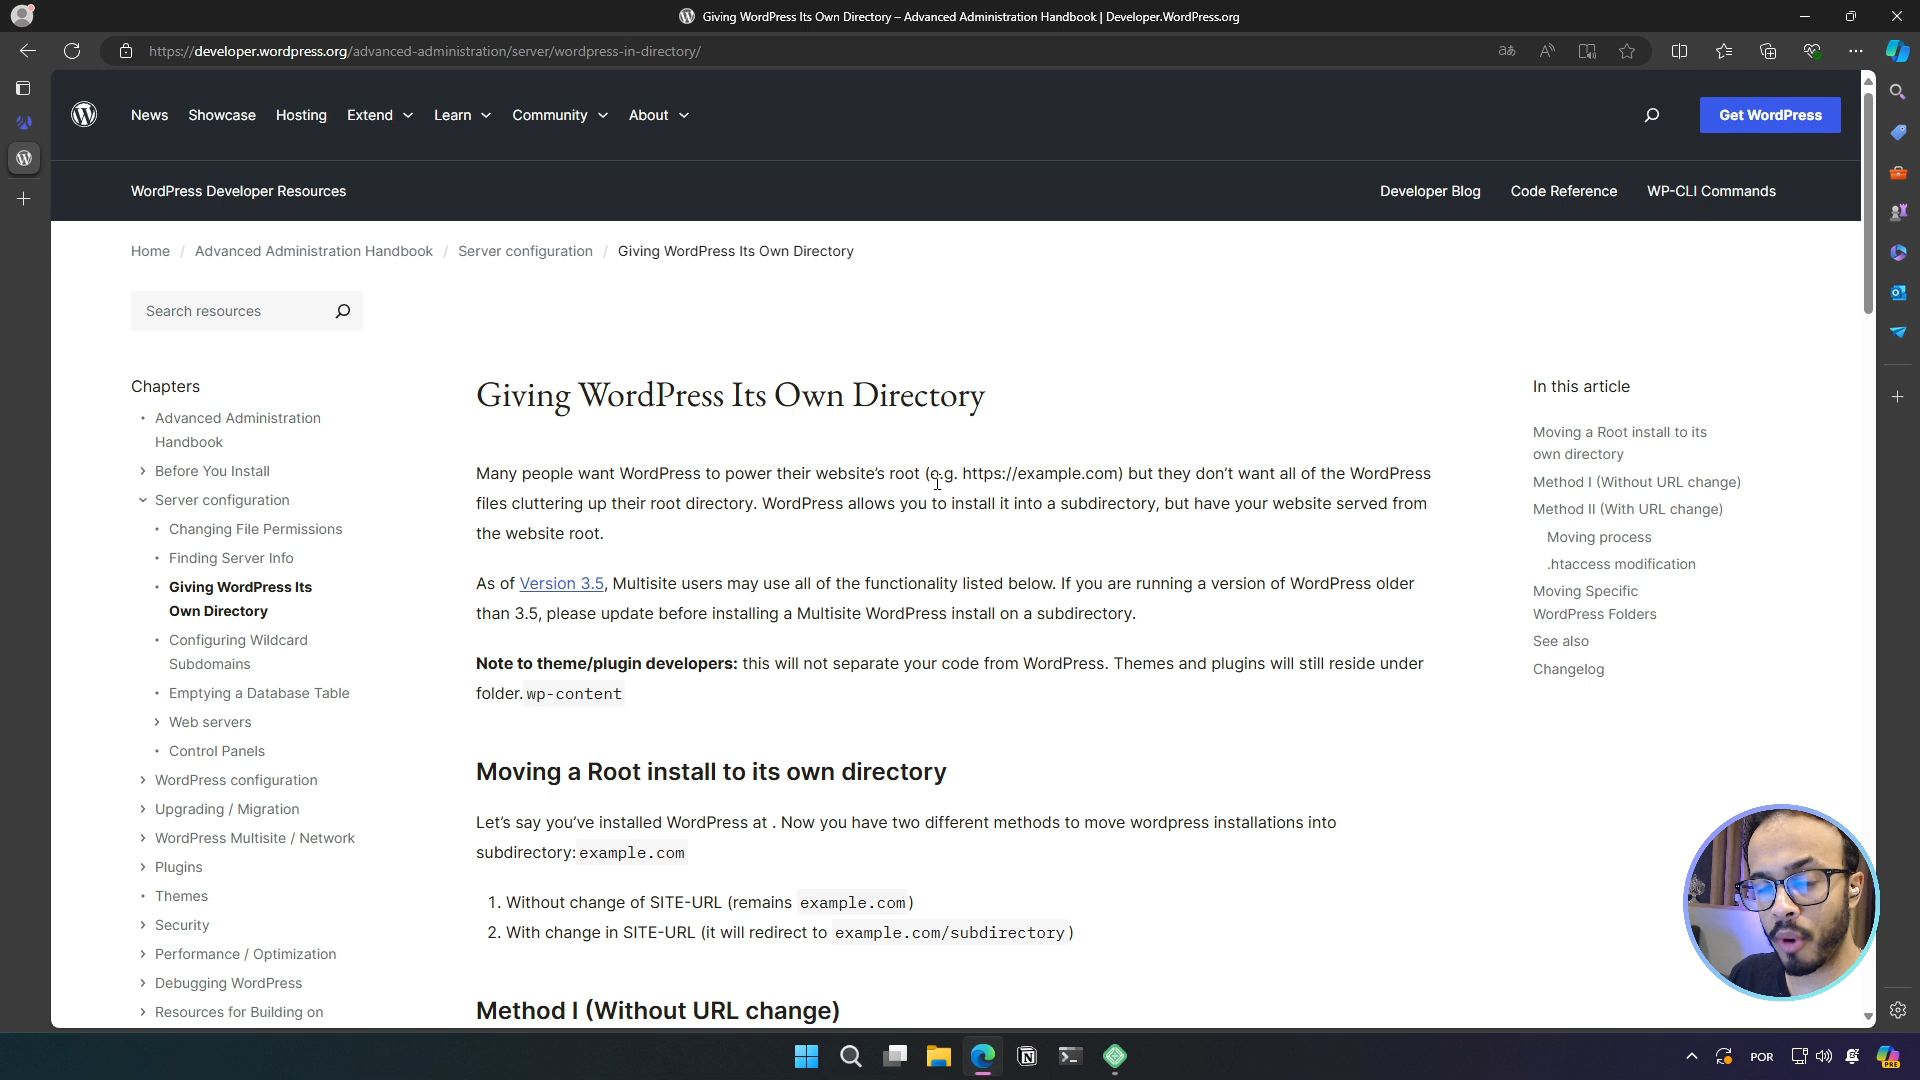 Giving WordPress Its Own Directory – Advanced Administration Handbook | Developer.WordPress.org
https://developer.wordpress.org/advanced-administration/server/wordpress-in-directory/
News Showcase Hosting Extend Learn Community About
Get WordPress
WordPress Developer Resources
Developer Blog Code Reference WP-CLI Commands
Home / Advanced Administration Handbook / Server configuration / Giving WordPress Its Own Directory
Search resources
Chapters
Advanced Administration
Handbook
Before You Install
Server configuration
Changing File Permissions
Finding Server Info
Giving WordPress Its
Own Directory
Configuring Wildcard
Subdomains
Emptying a Database Table
Web servers
Control Panels
WordPress configuration
Upgrading / Migration
WordPress Multisite / Network
Plugins
Themes
Security
Performance / Optimization
Debugging WordPress
Resources for Building on
Giving WordPress Its Own Directory
Many people want WordPress to power their website’s root (e.g. https://example.com) but they don’t want all of the WordPress
files cluttering up their root directory. WordPress allows you to install it into a subdirectory, but have your website served from
the website root.
As of Version 3.5, Multisite users may use all of the functionality listed below. If you are running a version of WordPress older
than 3.5, please update before installing a Multisite WordPress install on a subdirectory.
Note to theme/plugin developers: this will not separate your code from WordPress. Themes and plugins will still reside under
folder. wp-content
Moving a Root install to its own directory
Let’s say you’ve installed WordPress at . Now you have two different methods to move wordpress installations into
subdirectory: example.com
1. Without change of SITE-URL (remains example.com)
2. With change in SITE-URL (it will redirect to example.com/subdirectory)
Method I (Without URL change)
In this article
Moving a Root install to its
own directory
Method I (Without URL change)
Method II (With URL change)
Moving process
.htaccess modification
Moving Specific
WordPress Folders
See also
Changelog
POR
PRE